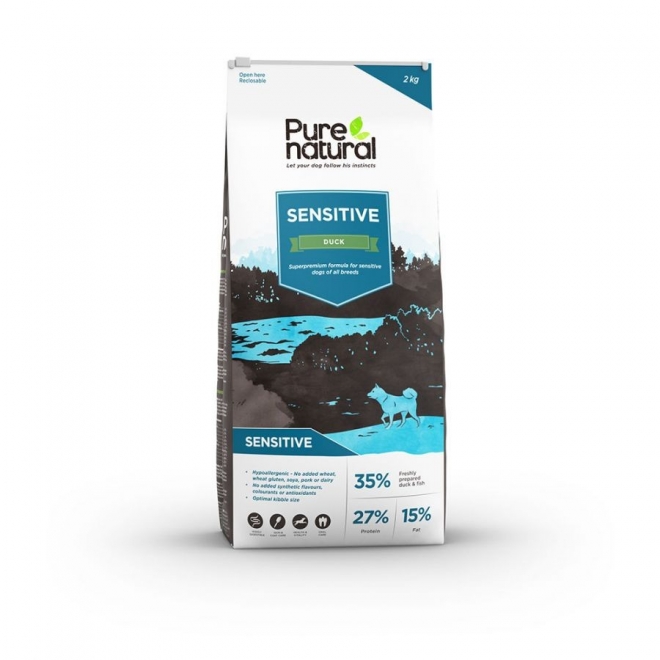 Open here
Reclosable
2 kg
Pure
natural
Let your dog follow his instincts
SENSITIVE
DUCK
Superpremium formula for sensitive
dogs of all breeds
SENSITIVE
• Hypoallergenic - No added wheat,
wheat gluten, soya, pork or dairy
• No added synthetic flavours,
colourants or antioxidants
• Optimal kibble size
35% Freshly
prepared
duck & fish
27%
Protein
15%
Fat